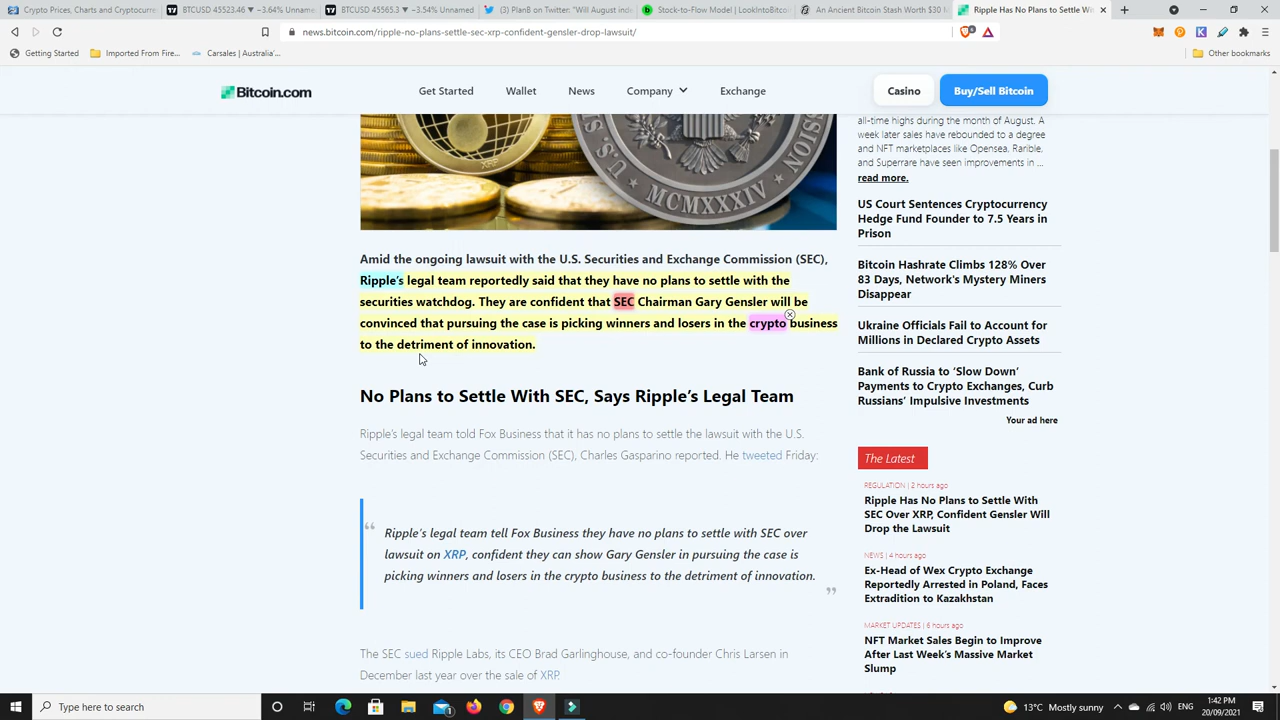 Crypto Prices, Charts and Cryptocurre
BTCUSD 45523.46 ▼ −3.64% Unname
BTCUSD 45565.3 ▼ −3.54% Unnamed
(3) PlanB on Twitter: "Will August ind
Stock-to-Flow Model | LookIntoBitcoi
An Ancient Bitcoin Stash Worth $30 M
Ripple Has No Plans to Settle Wi
news.bitcoin.com/ripple-no-plans-settle-sec-xrp-confident-gensler-drop-lawsuit/
Getting Started
Imported From Fire...
Carsales | Australia'...
Other bookmarks
Bitcoin.com
Get Started
Wallet
News
Company
Exchange
Casino
Buy/Sell Bitcoin
XRP
MCMXXXIV
Amid the ongoing lawsuit with the U.S. Securities and Exchange Commission (SEC),
Ripple's legal team reportedly said that they have no plans to settle with the
securities watchdog. They are confident that SEC Chairman Gary Gensler will be
convinced that pursuing the case is picking winners and losers in the crypto business
to the detriment of innovation.
No Plans to Settle With SEC, Says Ripple's Legal Team
Ripple's legal team told Fox Business that it has no plans to settle the lawsuit with the U.S.
Securities and Exchange Commission (SEC), Charles Gasparino reported. He tweeted Friday:
Ripple's legal team tell Fox Business they have no plans to settle with SEC over
lawsuit on XRP, confident they can show Gary Gensler in pursuing the case is
picking winners and losers in the crypto business to the detriment of innovation.
The SEC sued Ripple Labs, its CEO Brad Garlinghouse, and co-founder Chris Larsen in
December last year over the sale of XRP.
all-time highs during the month of August. A
week later sales have rebounded to a degree
and NFT marketplaces like Opensea, Rarible,
and Superrare have seen improvements in ...
read more.
US Court Sentences Cryptocurrency
Hedge Fund Founder to 7.5 Years in
Prison
Bitcoin Hashrate Climbs 128% Over
83 Days, Network's Mystery Miners
Disappear
Ukraine Officials Fail to Account for
Millions in Declared Crypto Assets
Bank of Russia to 'Slow Down'
Payments to Crypto Exchanges, Curb
Russians' Impulsive Investments
Your ad here
The Latest
REGULATION | 2 hours ago
Ripple Has No Plans to Settle With
SEC Over XRP, Confident Gensler Will
Drop the Lawsuit
NEWS | 4 hours ago
Ex-Head of Wex Crypto Exchange
Reportedly Arrested in Poland, Faces
Extradition to Kazakhstan
MARKET UPDATES | 6 hours ago
NFT Market Sales Begin to Improve
After Last Week's Massive Market
Slump
Type here to search
13°C Mostly sunny
1:42 PM
20/09/2021